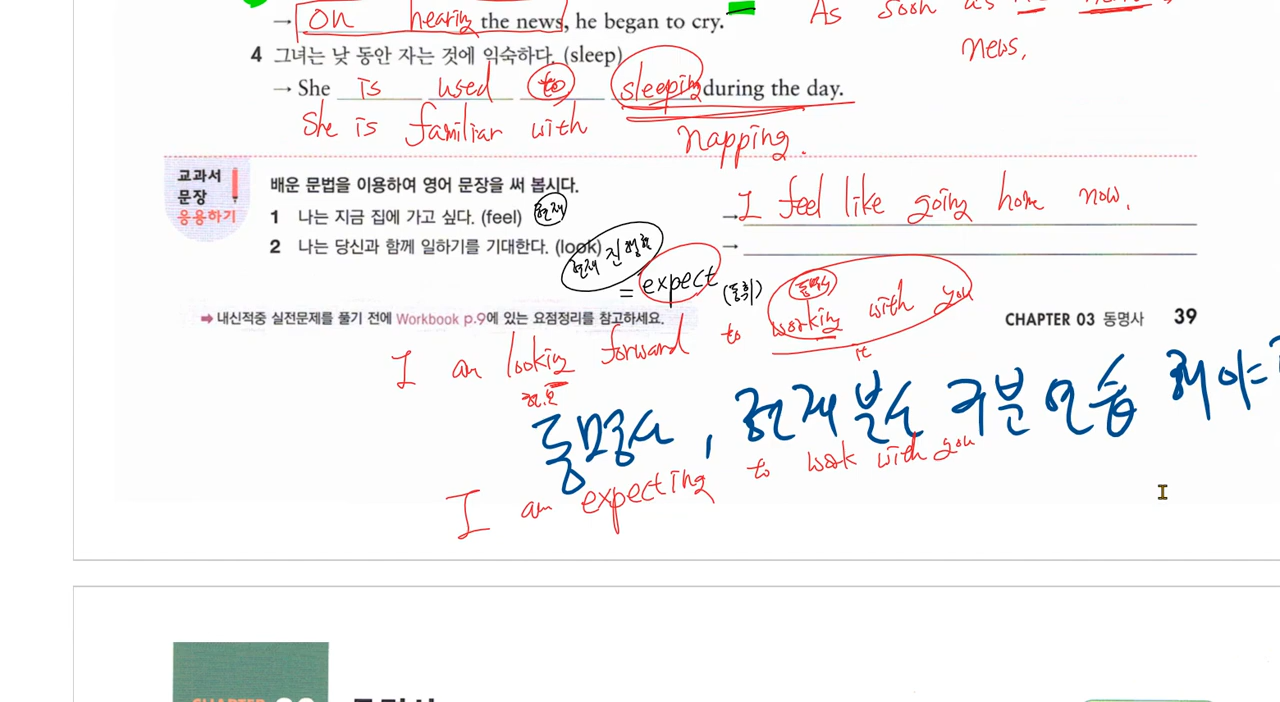 → on hearing the news, he began to cry.
As soon as
news.
4 그녀는 낮 동안 자는 것에 익숙하다. (sleep)
→ She is used to sleeping during the day.
She is familiar with napping.
교과서
문장
응용하기
배운 문법을 이용하여 영어 문장을 써 봅시다.
1 나는 지금 집에 가고 싶다. (feel) 현재
→ I feel like going home now.
2 나는 당신과 함께 일하기를 기대한다. (look)
→
현재 진행형
= expect (동희)
동명사
➡ 내신적중 실전문제를 풀기 전에 Workbook p.9에 있는 요점정리를 참고하세요.
CHAPTER 03 동명사 39
I am looking forward to working with you
it
현.분
동명사, 현재분사 구분 연습 해야
I am expecting to work with you
CHAPTER